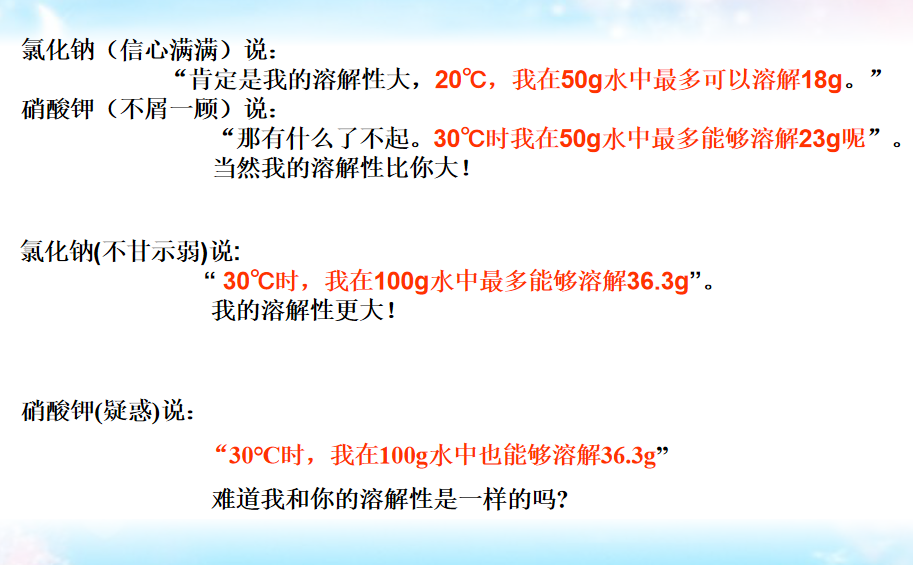 氯化钠（信心满满）说：
“肯定是我的溶解性大，20℃，我在50g水中最多可以溶解18g。”
硝酸钾（不屑一顾）说：
“那有什么了不起。30℃时我在50g水中最多能够溶解23g呢”。
当然我的溶解性比你大！
氯化钠(不甘示弱)说:
“ 30℃时，我在100g水中最多能够溶解36.3g”。
我的溶解性更大！
硝酸钾(疑惑)说：
“30℃时，我在100g水中也能够溶解36.3g”
难道我和你的溶解性是一样的吗?